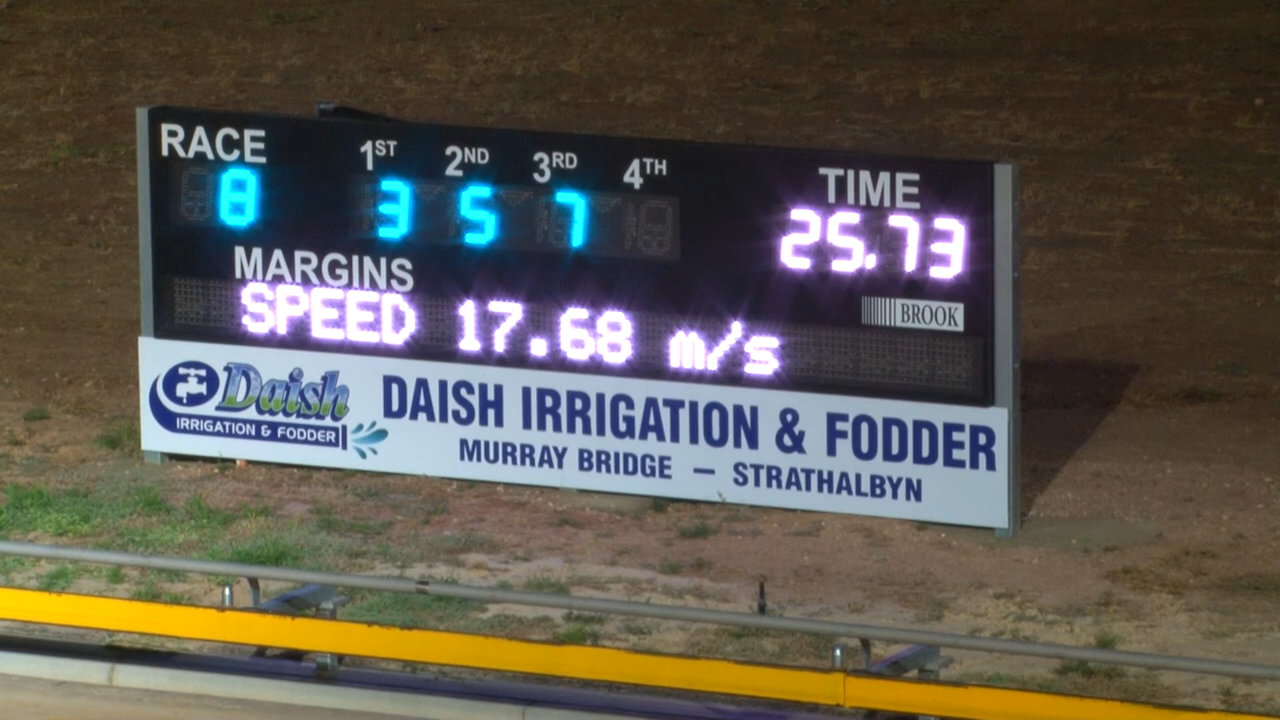 RACE 1ST 2ND 3RD 4TH TIME
8 3 5 7 25.73
MARGINS
SPEED 17.68 m/s
BROOK
Daish
IRRIGATION & FODDER
DAISH IRRIGATION & FODDER
MURRAY BRIDGE — STRATHALBYN